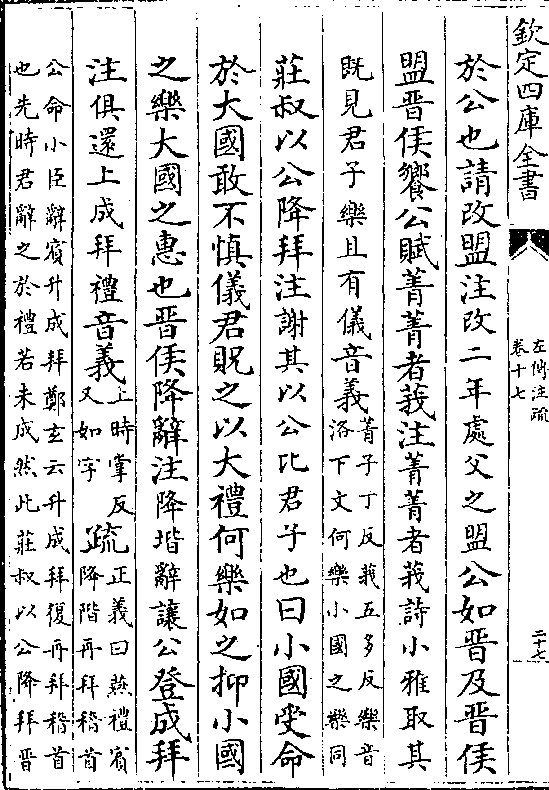 欽定四庫全書
左傳注疏
卷十七
二十七
於公也請改盟注改二年處父之盟公如晉及晉侯
盟晉侯饗公賦菁菁者莪注菁菁者莪詩小雅取其
既見君子樂且有儀音義菁子丁反莪五多反樂音
洛下文何樂小國之樂同
莊叔以公降拜注謝其以公比君子也曰小國受命
於大國敢不慎儀君貺之以大禮何樂如之抑小國
之樂大國之惠也晉侯降辭注降堦辭讓公登成拜
注俱還上成拜禮音義上時掌反
又如字疏正義曰燕禮賓
降階再拜稽首
公命小臣辭賓升成拜鄭玄云升成拜復再拜稽首
也先時君辭之於禮若未成然此莊叔以公降拜晉